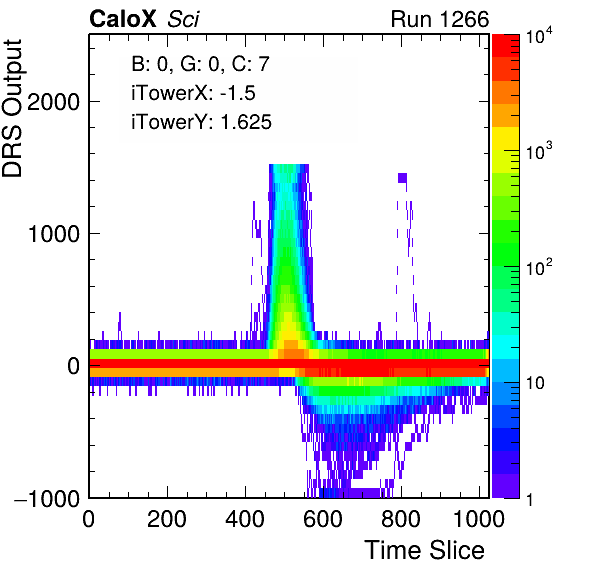 CaloX Sci Run 1266
B: 0, G: 0, C: 7
iTowerX: -1.5
iTowerY: 1.625
DRS Output
2000
1000
0
−1000
0 200 400 600 800 1000
Time Slice
10⁴
10³
10²
10
1